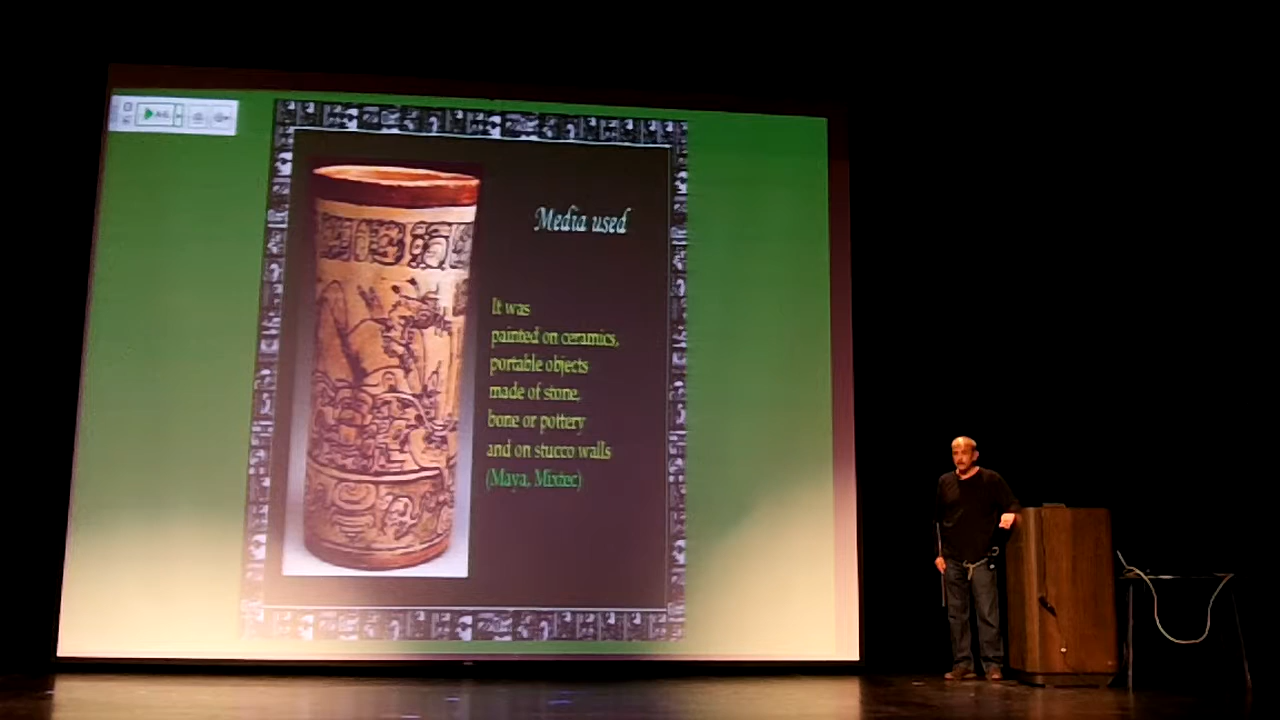 Media used
It was
painted on ceramics,
portable objects
made of stone,
bone or pottery
and on stucco walls
(Maya, Mixtec)